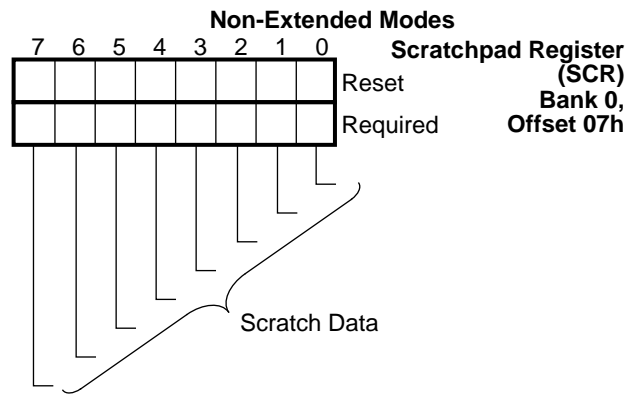 Non-Extended Modes
7 6 5 4 3 2 1 0
Scratchpad Register
(SCR)
Bank 0,
Offset 07h
Reset
Required
Scratch Data